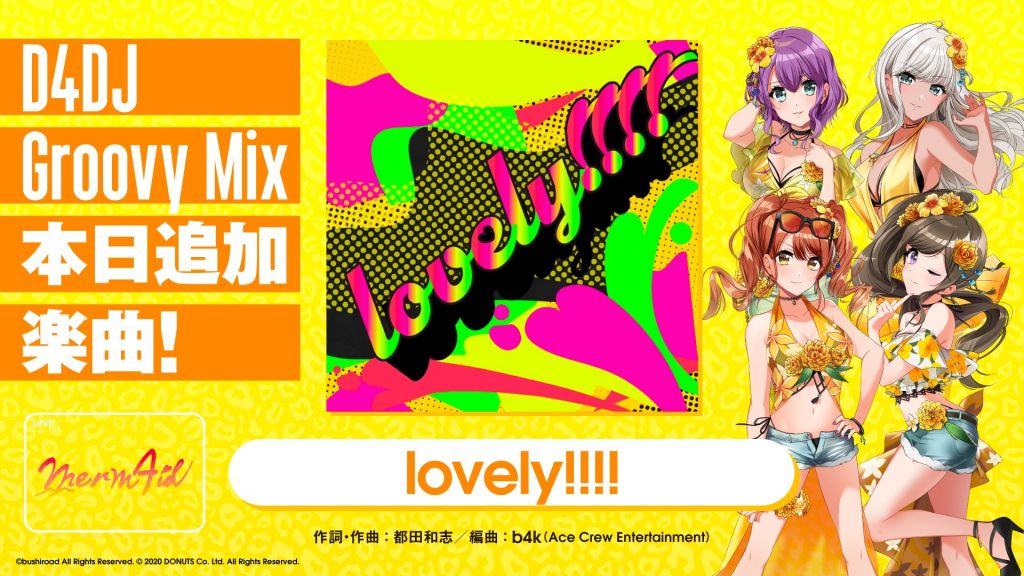 D4DJ
Groovy Mix
本日追加
楽曲!
lovely!!!!
unit:
Merm4id
lovely!!!!
作詞・作曲：都田和志／編曲：b4k（Ace Crew Entertainment）
©bushiroad All Rights Reserved. © 2020 DONUTS Co. Ltd. All Rights Reserved.